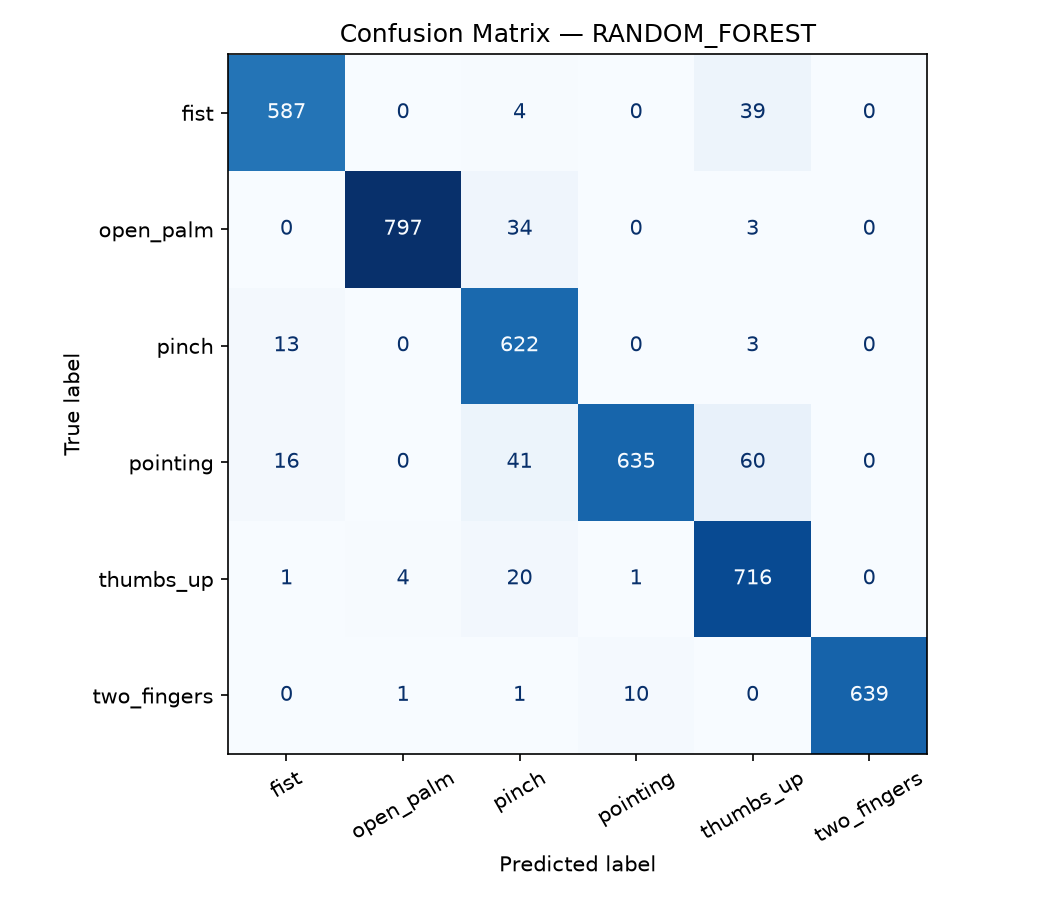 Confusion Matrix — RANDOM_FOREST
fist 587 0 4 0 39 0
open_palm 0 797 34 0 3 0
pinch 13 0 622 0 3 0
True label
pointing 16 0 41 635 60 0
thumbs_up 1 4 20 1 716 0
two_fingers 0 1 1 10 0 639
fist open_palm pinch pointing thumbs_up two_fingers
Predicted label